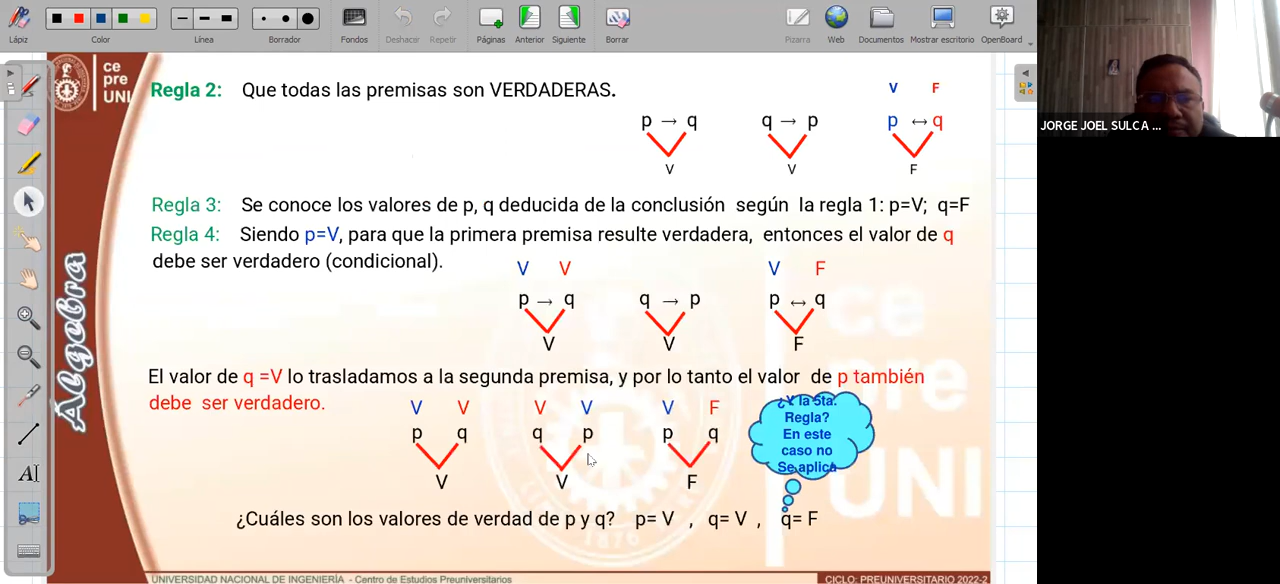 Lápiz Color Línea Borrador Fondos Deshacer Repetir Páginas Anterior Siguiente Borrar Pizarra Web Documentos Mostrar escritorio OpenBoard
JORGE JOEL SULCA ...
ce
pre
UNI
Regla 2: Que todas las premisas son VERDADERAS.
V F
p → q q → p p ↔ q
V V F
Regla 3: Se conoce los valores de p, q deducida de la conclusión según la regla 1: p=V; q=F
Regla 4: Siendo p=V, para que la primera premisa resulte verdadera, entonces el valor de q
debe ser verdadero (condicional).
V V V F
p → q q → p p ↔ q
V V F
Algebra
ce
pre
UNI
El valor de q =V lo trasladamos a la segunda premisa, y por lo tanto el valor de p también
debe ser verdadero.
V V V V V F
p q q p p q
V V F
¿Y la 5ta.
Regla?
En este
caso no
Se aplica
¿Cuáles son los valores de verdad de p y q? p= V , q= V , q= F
1876
UNIVERSIDAD NACIONAL DE INGENIERÍA - Centro de Estudios Preuniversitarios
CICLO: PREUNIVERSITARIO 2022-2